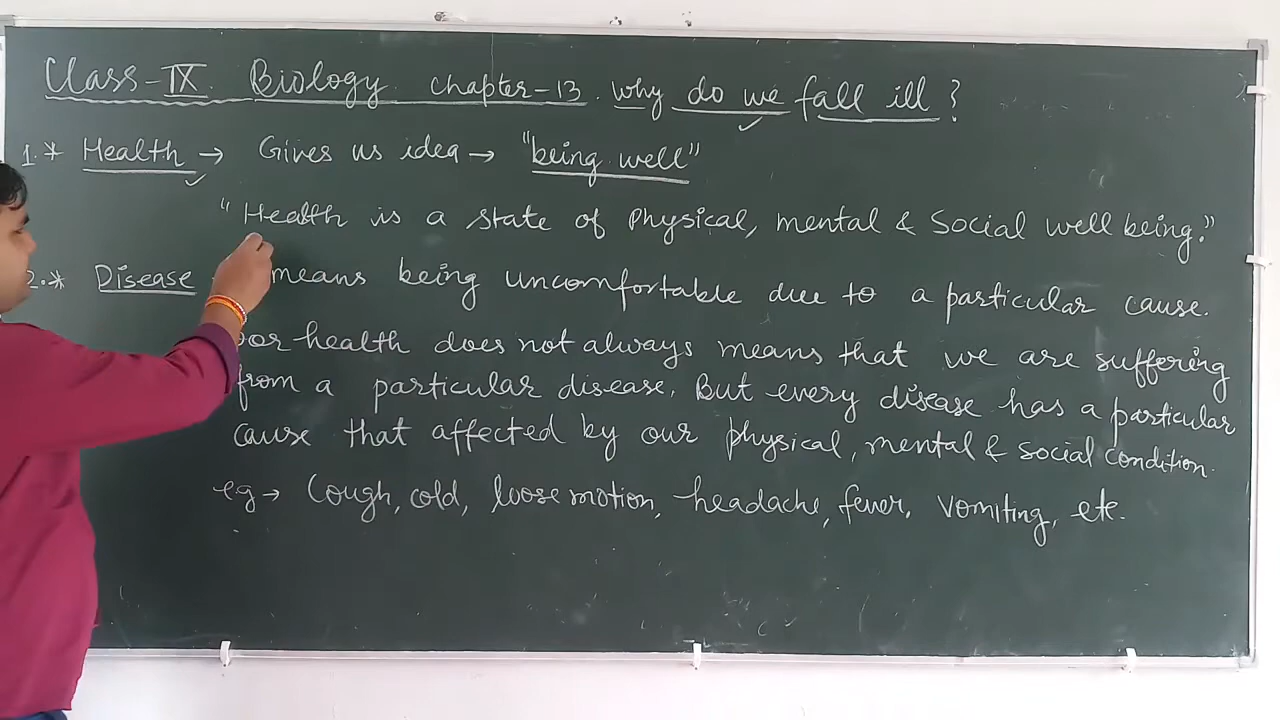 Class-IX. Biology. chapter-13. why do we fall ill?
1.* Health → Gives us idea → "being well"
"Health is a state of Physical, mental & Social well being."
2.* Disease means being uncomfortable due to a particular cause.
health does not always means that we are suffering
from a particular disease. But every disease has a particular
cause that affected by our physical, mental & social condition.
e.g → Cough, cold, loose motion, headache, fever, vomiting, etc.